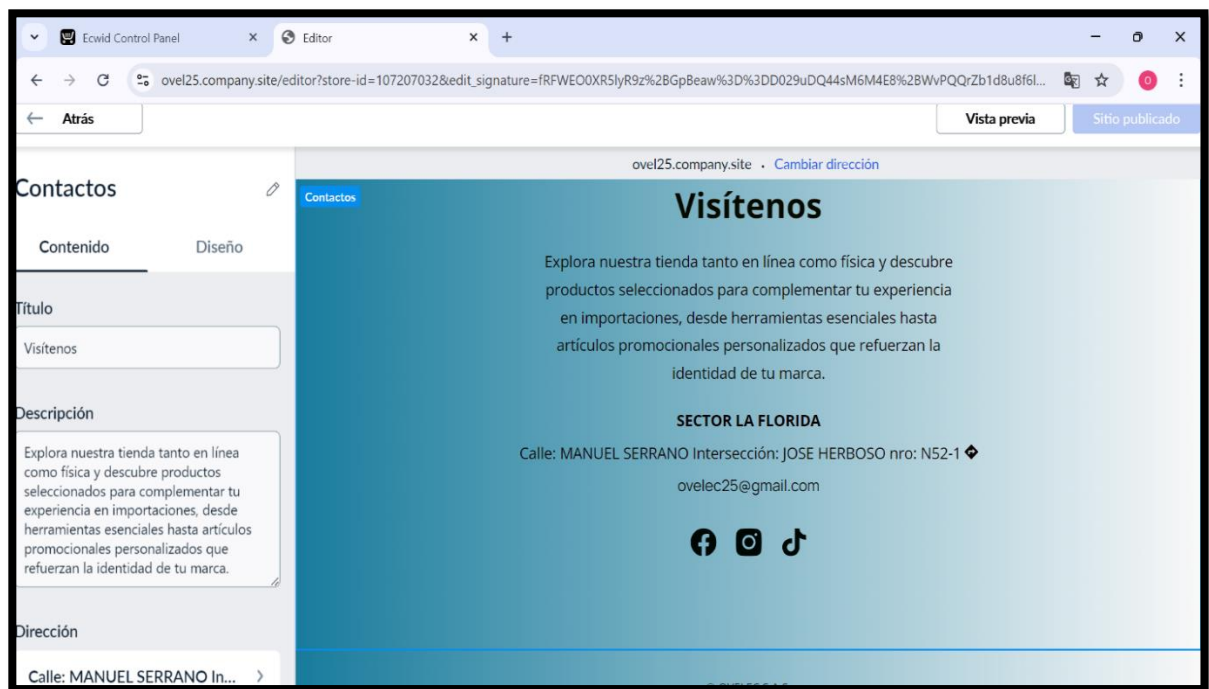 Ecwid Control Panel
Editor
ovel25.company.site/editor?store-id=107207032&edit_signature=fRFWEO0XR5lyR9z%2BGpBeaw%3D%3DD029uDQ44sM6M4E8%2BWvPQQrZb1d8u8f6l...
Atrás
Vista previa
Sitio publicado
ovel25.company.site • Cambiar dirección
Contactos
Contenido
Diseño
Título
Visítenos
Descripción
Explora nuestra tienda tanto en línea
como física y descubre productos
seleccionados para complementar tu
experiencia en importaciones, desde
herramientas esenciales hasta artículos
promocionales personalizados que
refuerzan la identidad de tu marca.
Dirección
Calle: MANUEL SERRANO In...
Contactos
Visítenos
Explora nuestra tienda tanto en línea como física y descubre
productos seleccionados para complementar tu experiencia
en importaciones, desde herramientas esenciales hasta
artículos promocionales personalizados que refuerzan la
identidad de tu marca.
SECTOR LA FLORIDA
Calle: MANUEL SERRANO Intersección: JOSE HERBOSO nro: N52-1
ovelec25@gmail.com